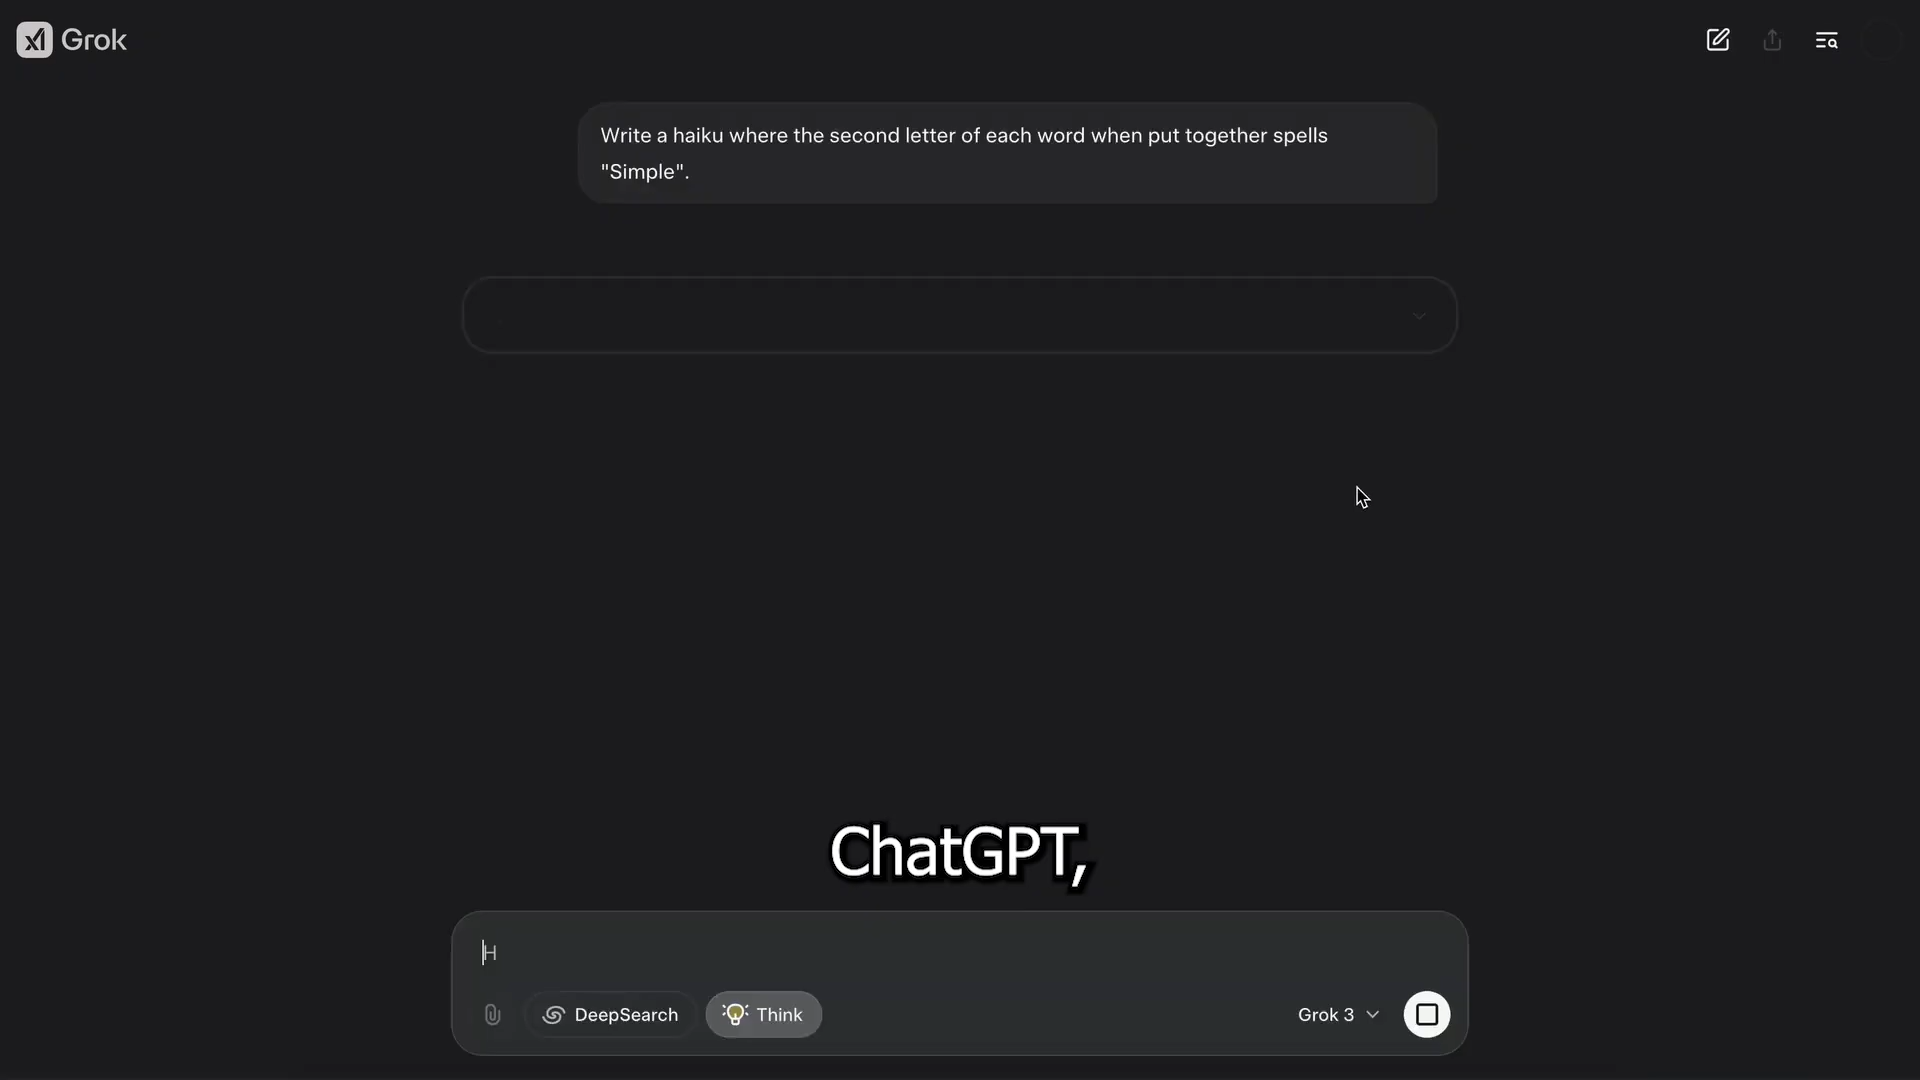 Grok
Write a haiku where the second letter of each word when put together spells
"Simple".
ChatGPT,
H
DeepSearch
Think
Grok 3